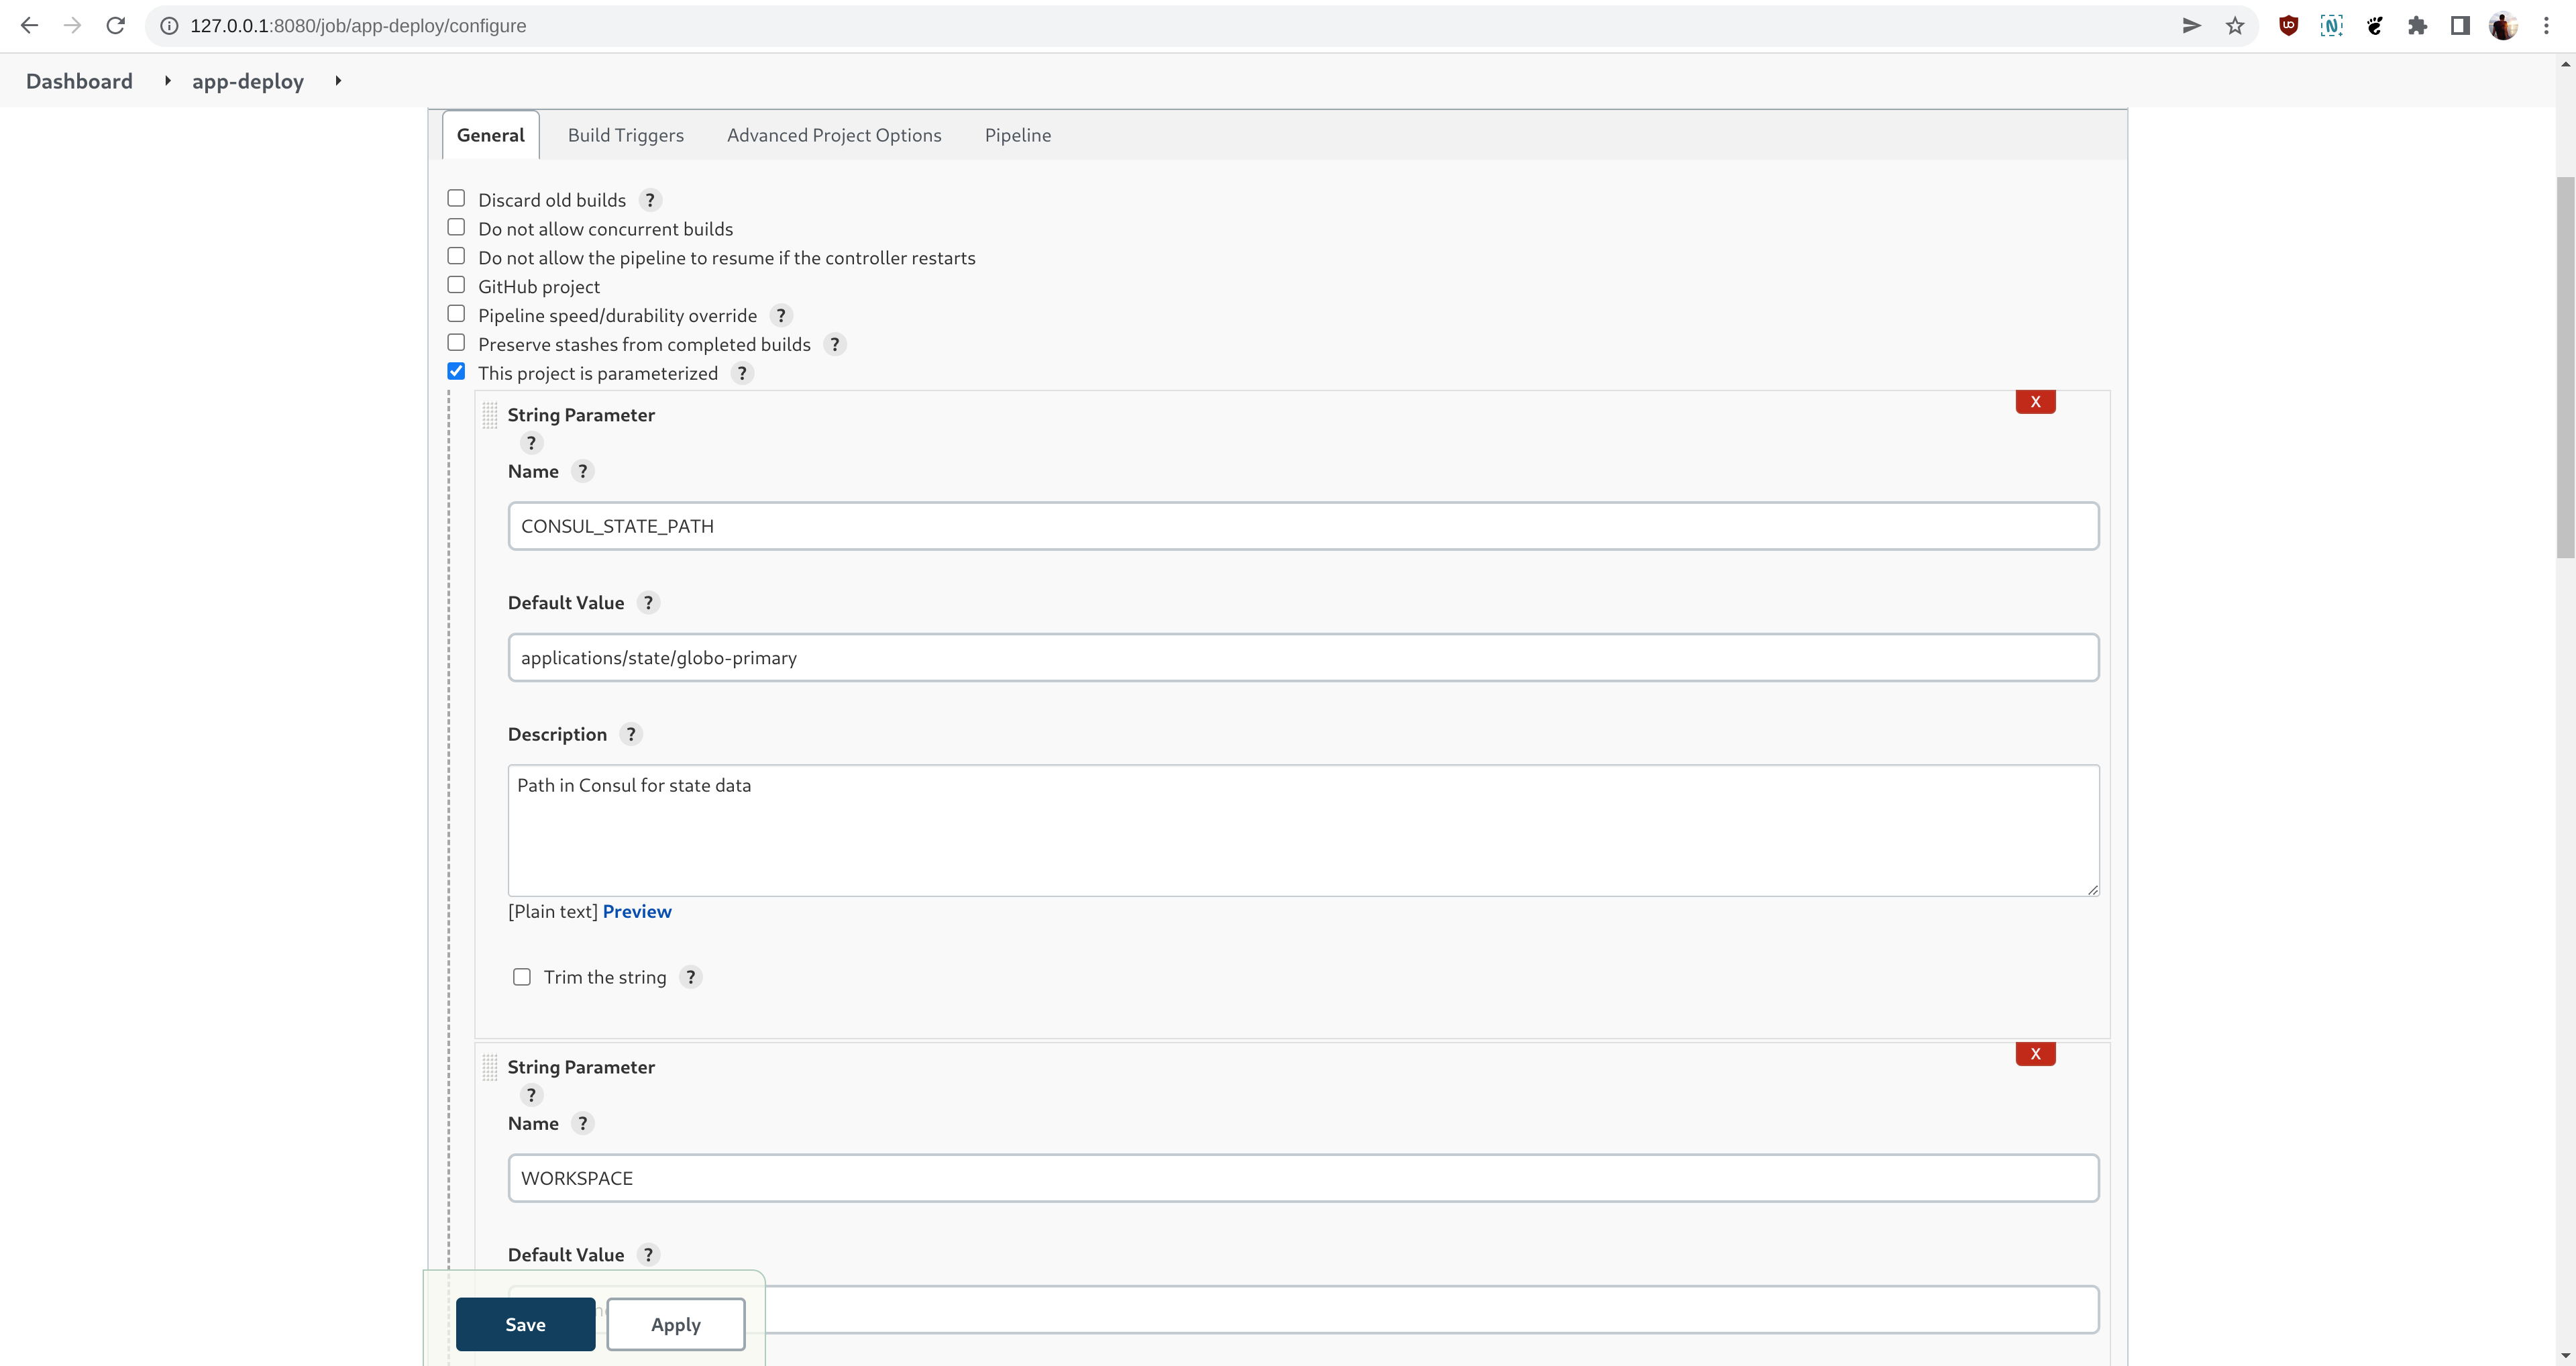 127.0.0.1:8080/job/app-deploy/configure
Dashboard app-deploy
General Build Triggers Advanced Project Options Pipeline
Discard old builds ?
Do not allow concurrent builds
Do not allow the pipeline to resume if the controller restarts
GitHub project
Pipeline speed/durability override ?
Preserve stashes from completed builds ?
This project is parameterized ?
X
String Parameter
?
Name ?
CONSUL_STATE_PATH
Default Value ?
applications/state/globo-primary
Description ?
Path in Consul for state data
[Plain text] Preview
Trim the string ?
X
String Parameter
?
Name ?
WORKSPACE
Default Value ?
Save Apply